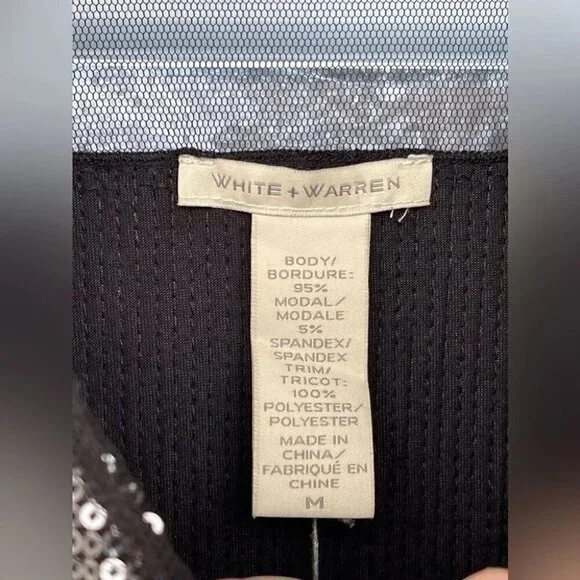 WHITE + WARREN
BODY/
BORDURE:
95%
MODAL/
MODALE
5%
SPANDEX/
SPANDEX
TRIM/
TRICOT:
100%
POLYESTER/
POLYESTER
MADE IN
CHINA/
FABRIQUÉ EN
CHINE
M